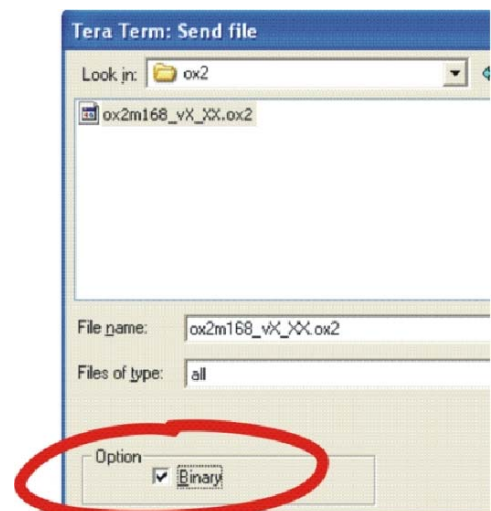 Tera Term: Send file
Look in: ox2
ox2m168_vX_XX.ox2
File name: ox2m168_vX_XX.ox2
Files of type: all
Option
Binary